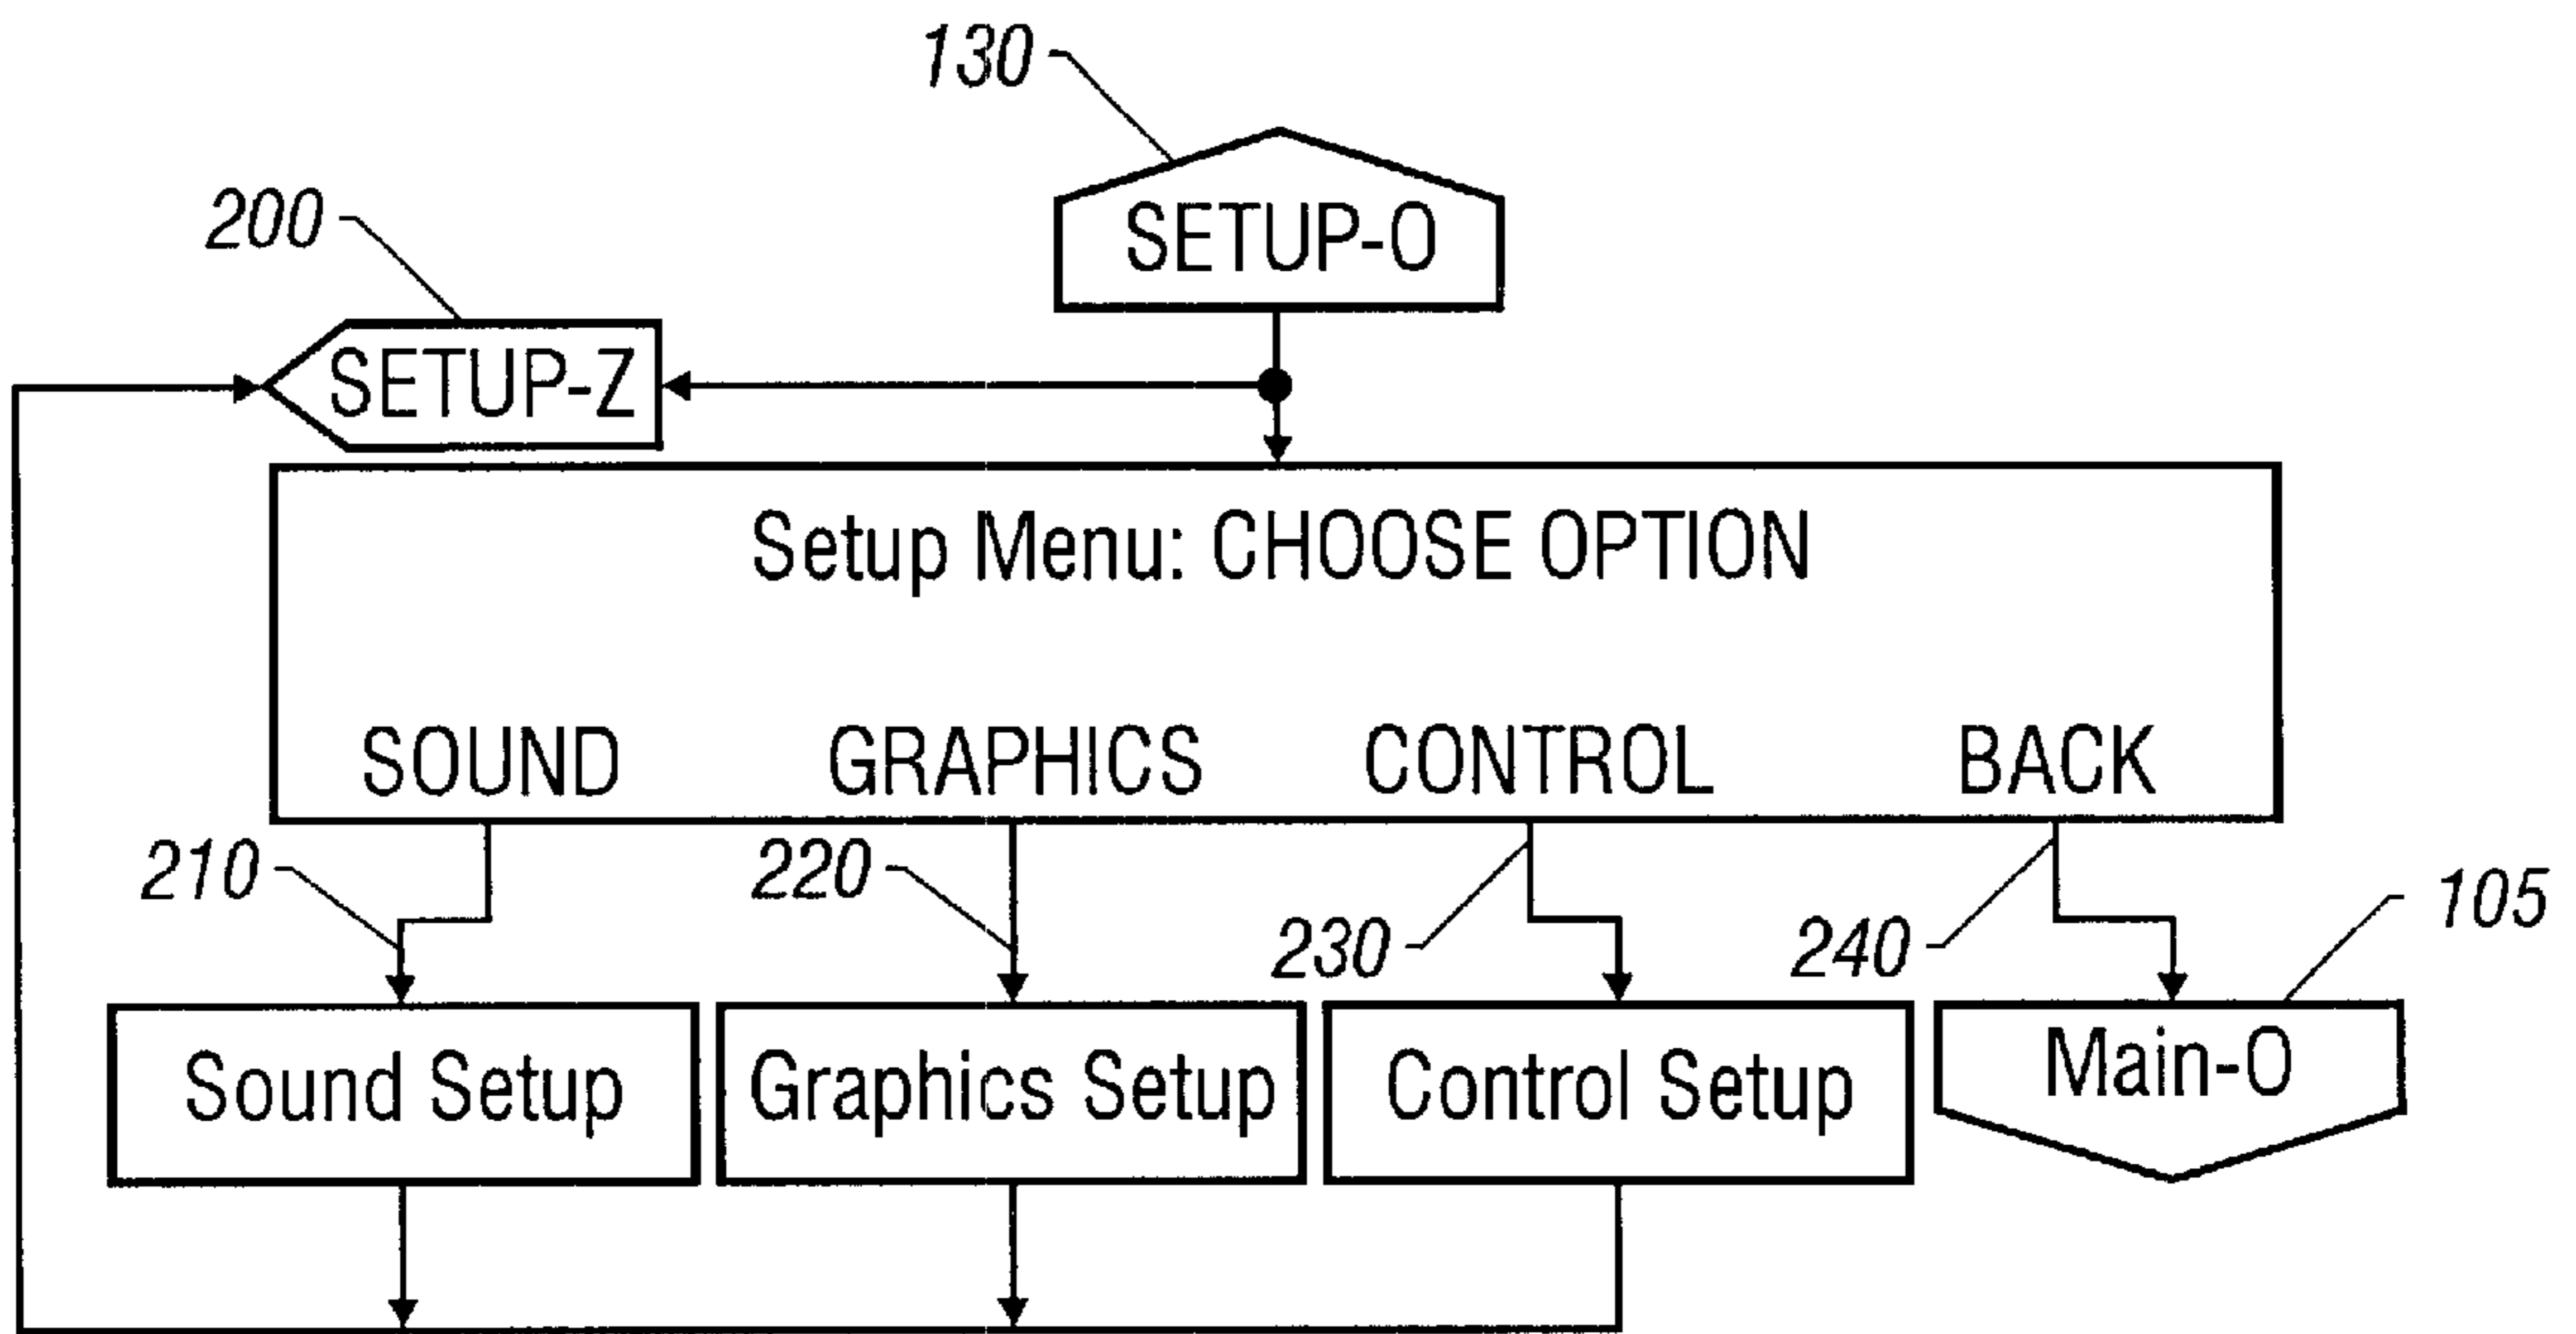 130
SETUP-O
200
SETUP-Z
Setup Menu: CHOOSE OPTION
SOUND GRAPHICS CONTROL BACK
210 220 230 240 105
Sound Setup Graphics Setup Control Setup Main-O